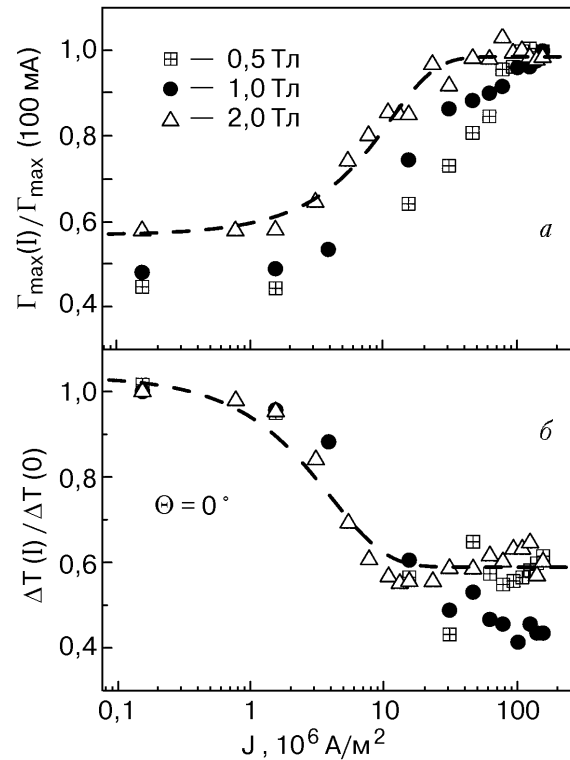 а
1,0
0,8
0,6
0,4
Γmax(I)/Γmax (100 мА)
— 0,5 Тл
— 1,0 Тл
— 2,0 Тл
б
1,0
0,8
0,6
0,4
ΔT(I)/ΔT(0)
Θ = 0°
0,1 1 10 100
J , 10⁶ А/м²